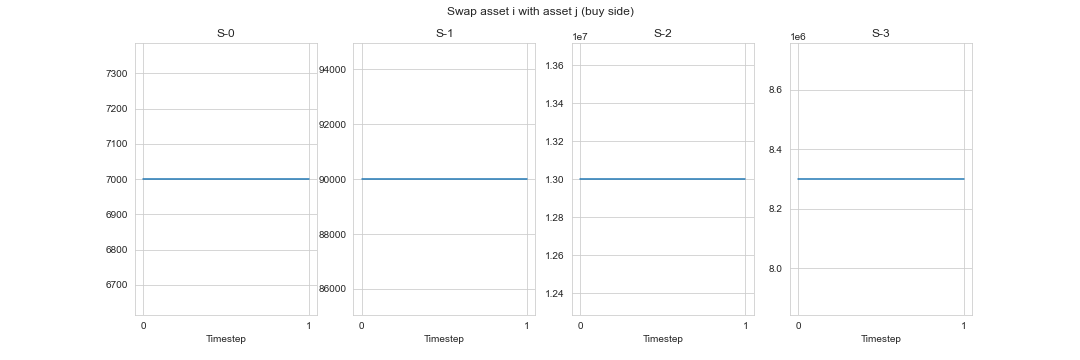 Swap asset i with asset j (buy side)
S-0
7300
7200
7100
7000
6900
6800
6700
0 1
Timestep
S-1
94000
92000
90000
88000
86000
0 1
Timestep
S-2
1e7
1.36
1.34
1.32
1.30
1.28
1.26
1.24
0 1
Timestep
S-3
1e6
8.6
8.4
8.2
8.0
0 1
Timestep